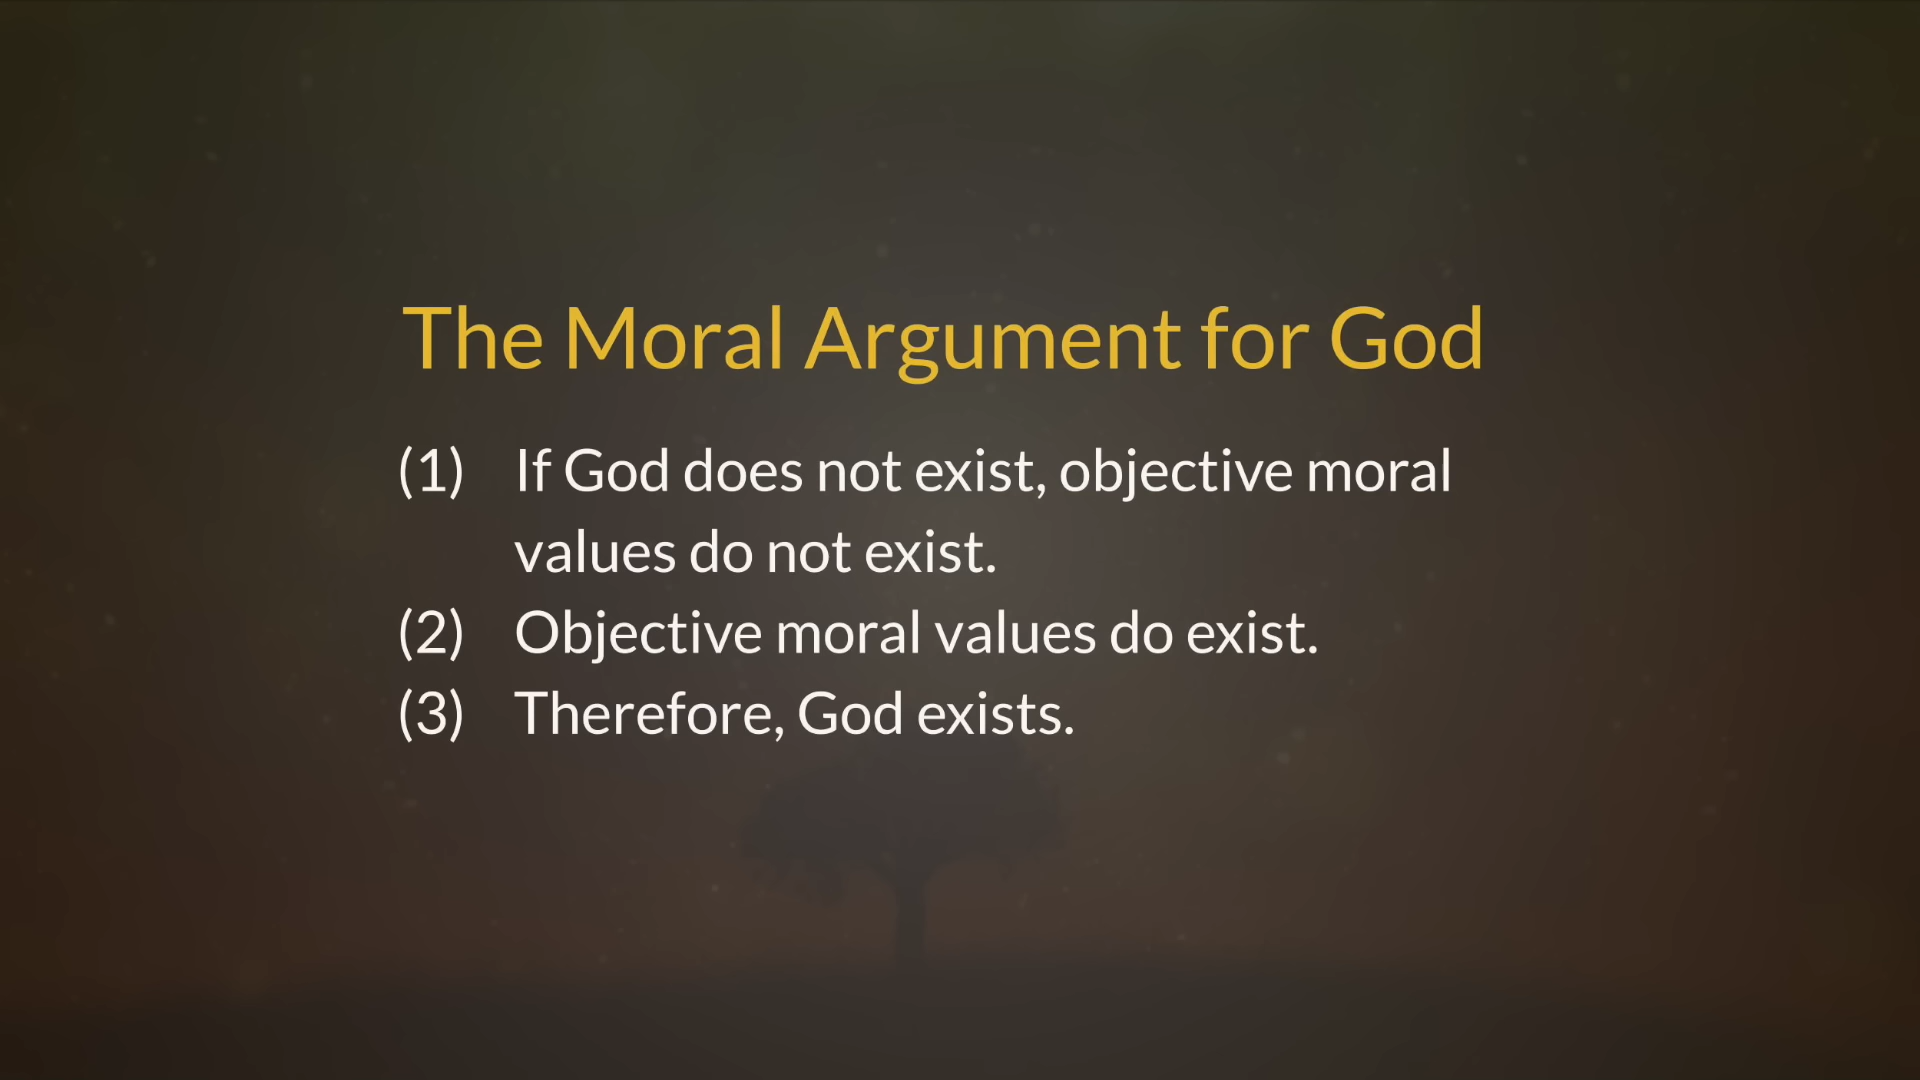 The Moral Argument for God
(1) If God does not exist, objective moral
values do not exist.
(2) Objective moral values do exist.
(3) Therefore, God exists.